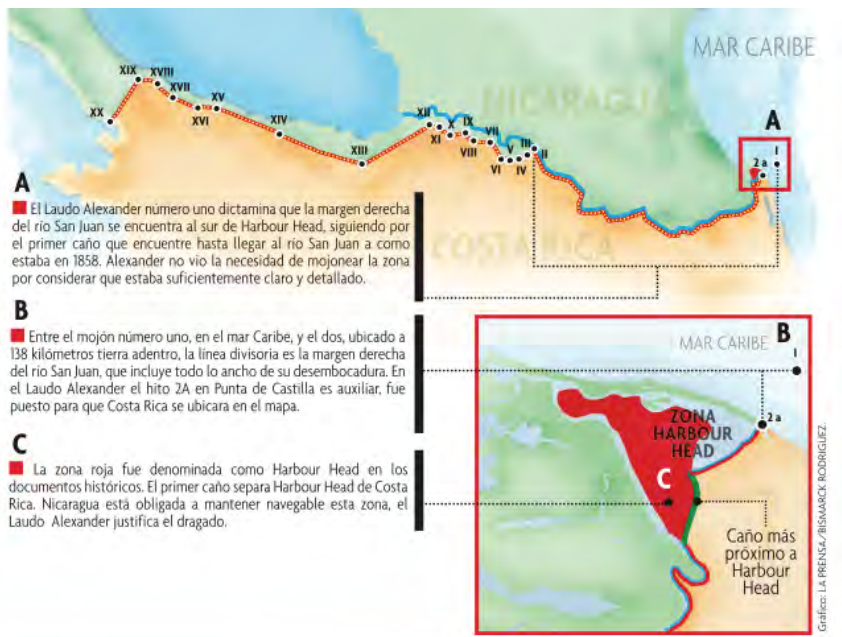 MAR CARIBE
NICARAGUA
COSTA RICA
XX
XIX
XVIII
XVII
XVI
XV
XIV
XIII
XII
XI
X
IX
VIII
VII
VI
V
IV
III
II
A
2 a
I
A
El Laudo Alexander número uno dictamina que la margen derecha
del río San Juan se encuentra al sur de Harbour Head, siguiendo por
el primer caño que encuentre hasta llegar al río San Juan a como
estaba en 1858. Alexander no vio la necesidad de mojonear la zona
por considerar que estaba suficientemente claro y detallado.
B
Entre el mojón número uno, en el mar Caribe, y el dos, ubicado a
138 kilómetros tierra adentro, la línea divisoria es la margen derecha
del río San Juan, que incluye todo lo ancho de su desembocadura. En
el Laudo Alexander el hito 2A en Punta de Castilla es auxiliar, fue
puesto para que Costa Rica se ubicara en el mapa.
C
La zona roja fue denominada como Harbour Head en los
documentos históricos. El primer caño separa Harbour Head de Costa
Rica. Nicaragua está obligada a mantener navegable esta zona, el
Laudo Alexander justifica el dragado.
MAR CARIBE
B
I
2 a
ZONA
HARBOUR
HEAD
C
Caño más
próximo a
Harbour
Head
Gráfico: LA PRENSA/BISMARCK RODRIGUEZ